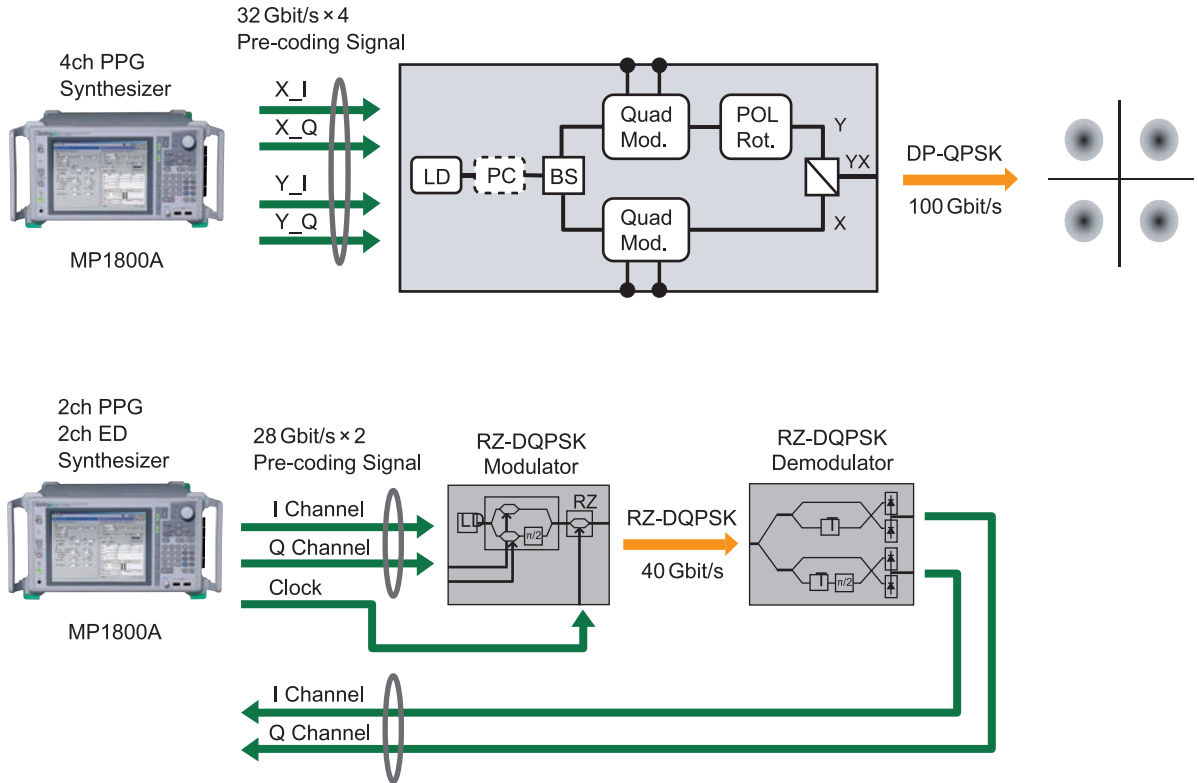 32 Gbit/s × 4
Pre-coding Signal
4ch PPG
Synthesizer
X_I
X_Q
Y_I
Y_Q
MP1800A
LD
PC
BS
Quad
Mod.
POL
Rot.
Y
YX
X
Quad
Mod.
DP-QPSK
100 Gbit/s
2ch PPG
2ch ED
Synthesizer
28 Gbit/s × 2
Pre-coding Signal
I Channel
Q Channel
Clock
MP1800A
RZ-DQPSK
Modulator
LD
π/2
RZ
RZ-DQPSK
40 Gbit/s
RZ-DQPSK
Demodulator
T
T
π/2
I Channel
Q Channel